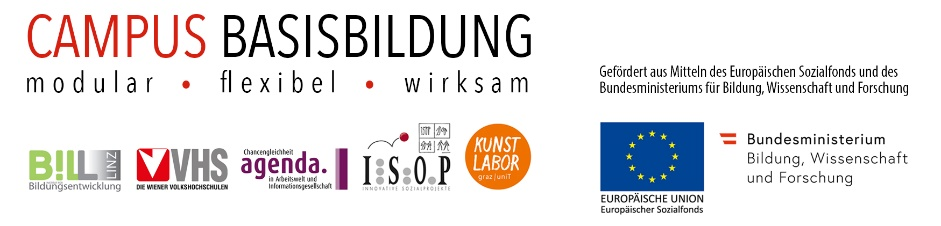 CAMPUS BASISBILDUNG
modular • flexibel • wirksam
Gefördert aus Mitteln des Europäischen Sozialfonds und des
Bundesministeriums für Bildung, Wissenschaft und Forschung
B!LL
LINZ
Bildungsentwicklung
VHS
DIE WIENER VOLKSHOCHSCHULEN
Chancengleichheit
agenda.
in Arbeitswelt und
Informationsgesellschaft
I:S:O:P
INNOVATIVE SOZIALPROJEKTE
KUNST
LABOR
graz/uniT
EUROPÄISCHE UNION
Europäischer Sozialfonds
Bundesministerium
Bildung, Wissenschaft
und Forschung